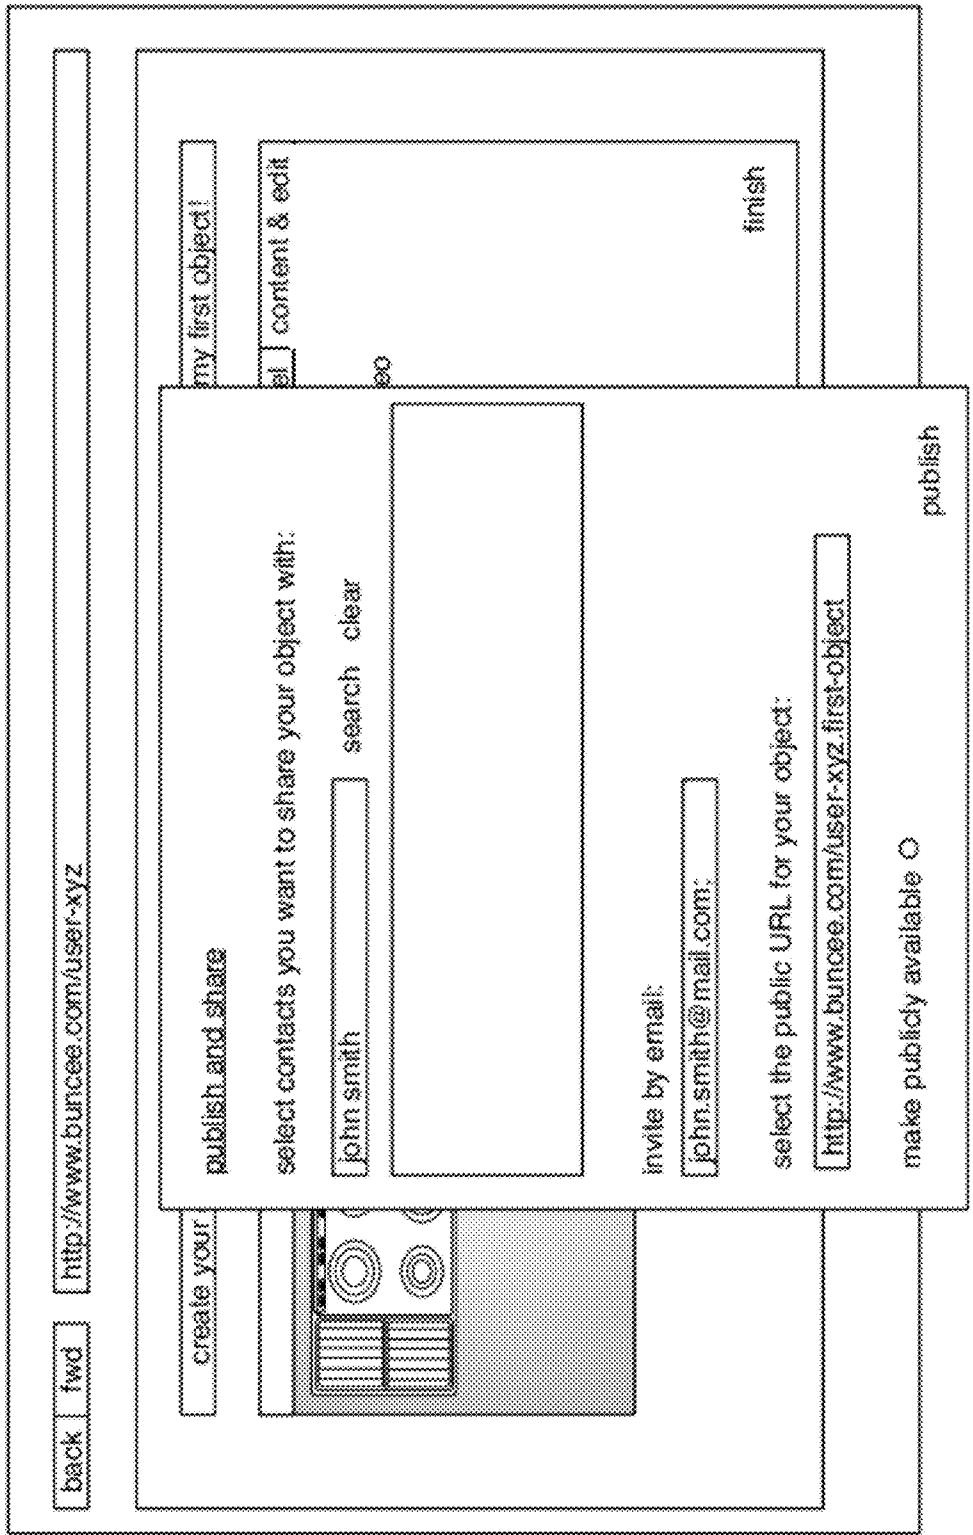 back fwd http://www.buncee.com/user-xyz
create your my first object!
el content & edit
eo
finish
publish and share
select contacts you want to share your object with:
john smith search clear
invite by email:
john.smith@mail.com:
select the public URL for your object:
http://www.buncee.com/user-xyz.first-object
make publicly available
publish